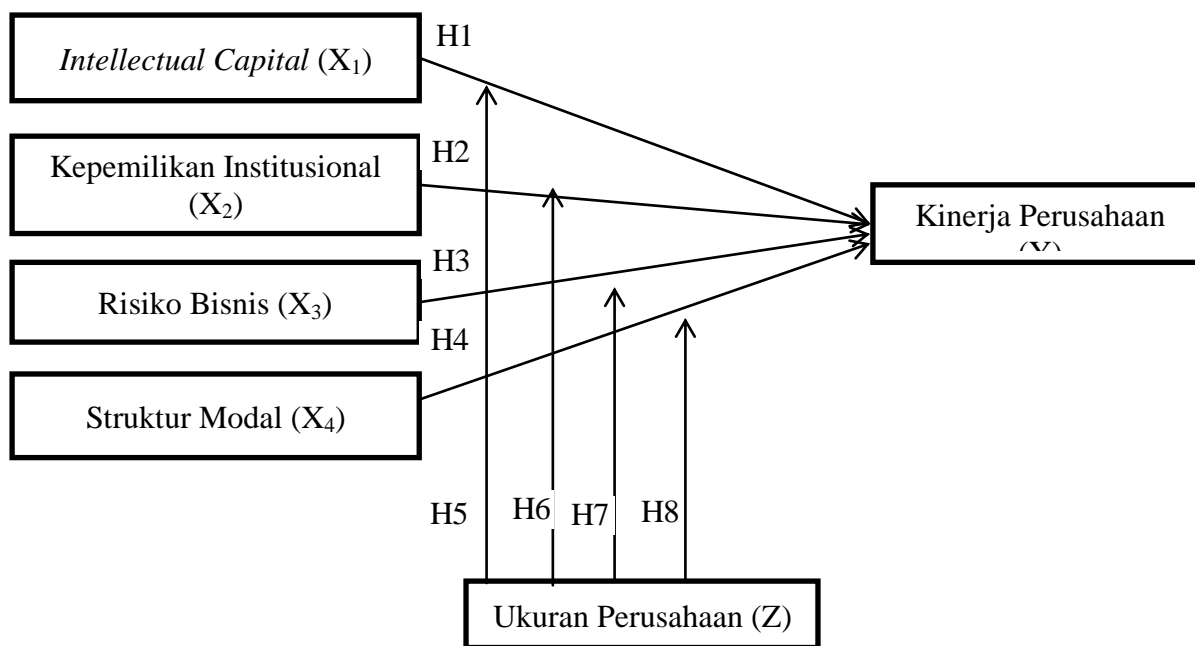 H1
Intellectual Capital (X₁)
H2
Kepemilikan Institusional
(X₂)
Kinerja Perusahaan
H3
Risiko Bisnis (X₃)
H4
Struktur Modal (X₄)
H5
H6
H7
H8
Ukuran Perusahaan (Z)